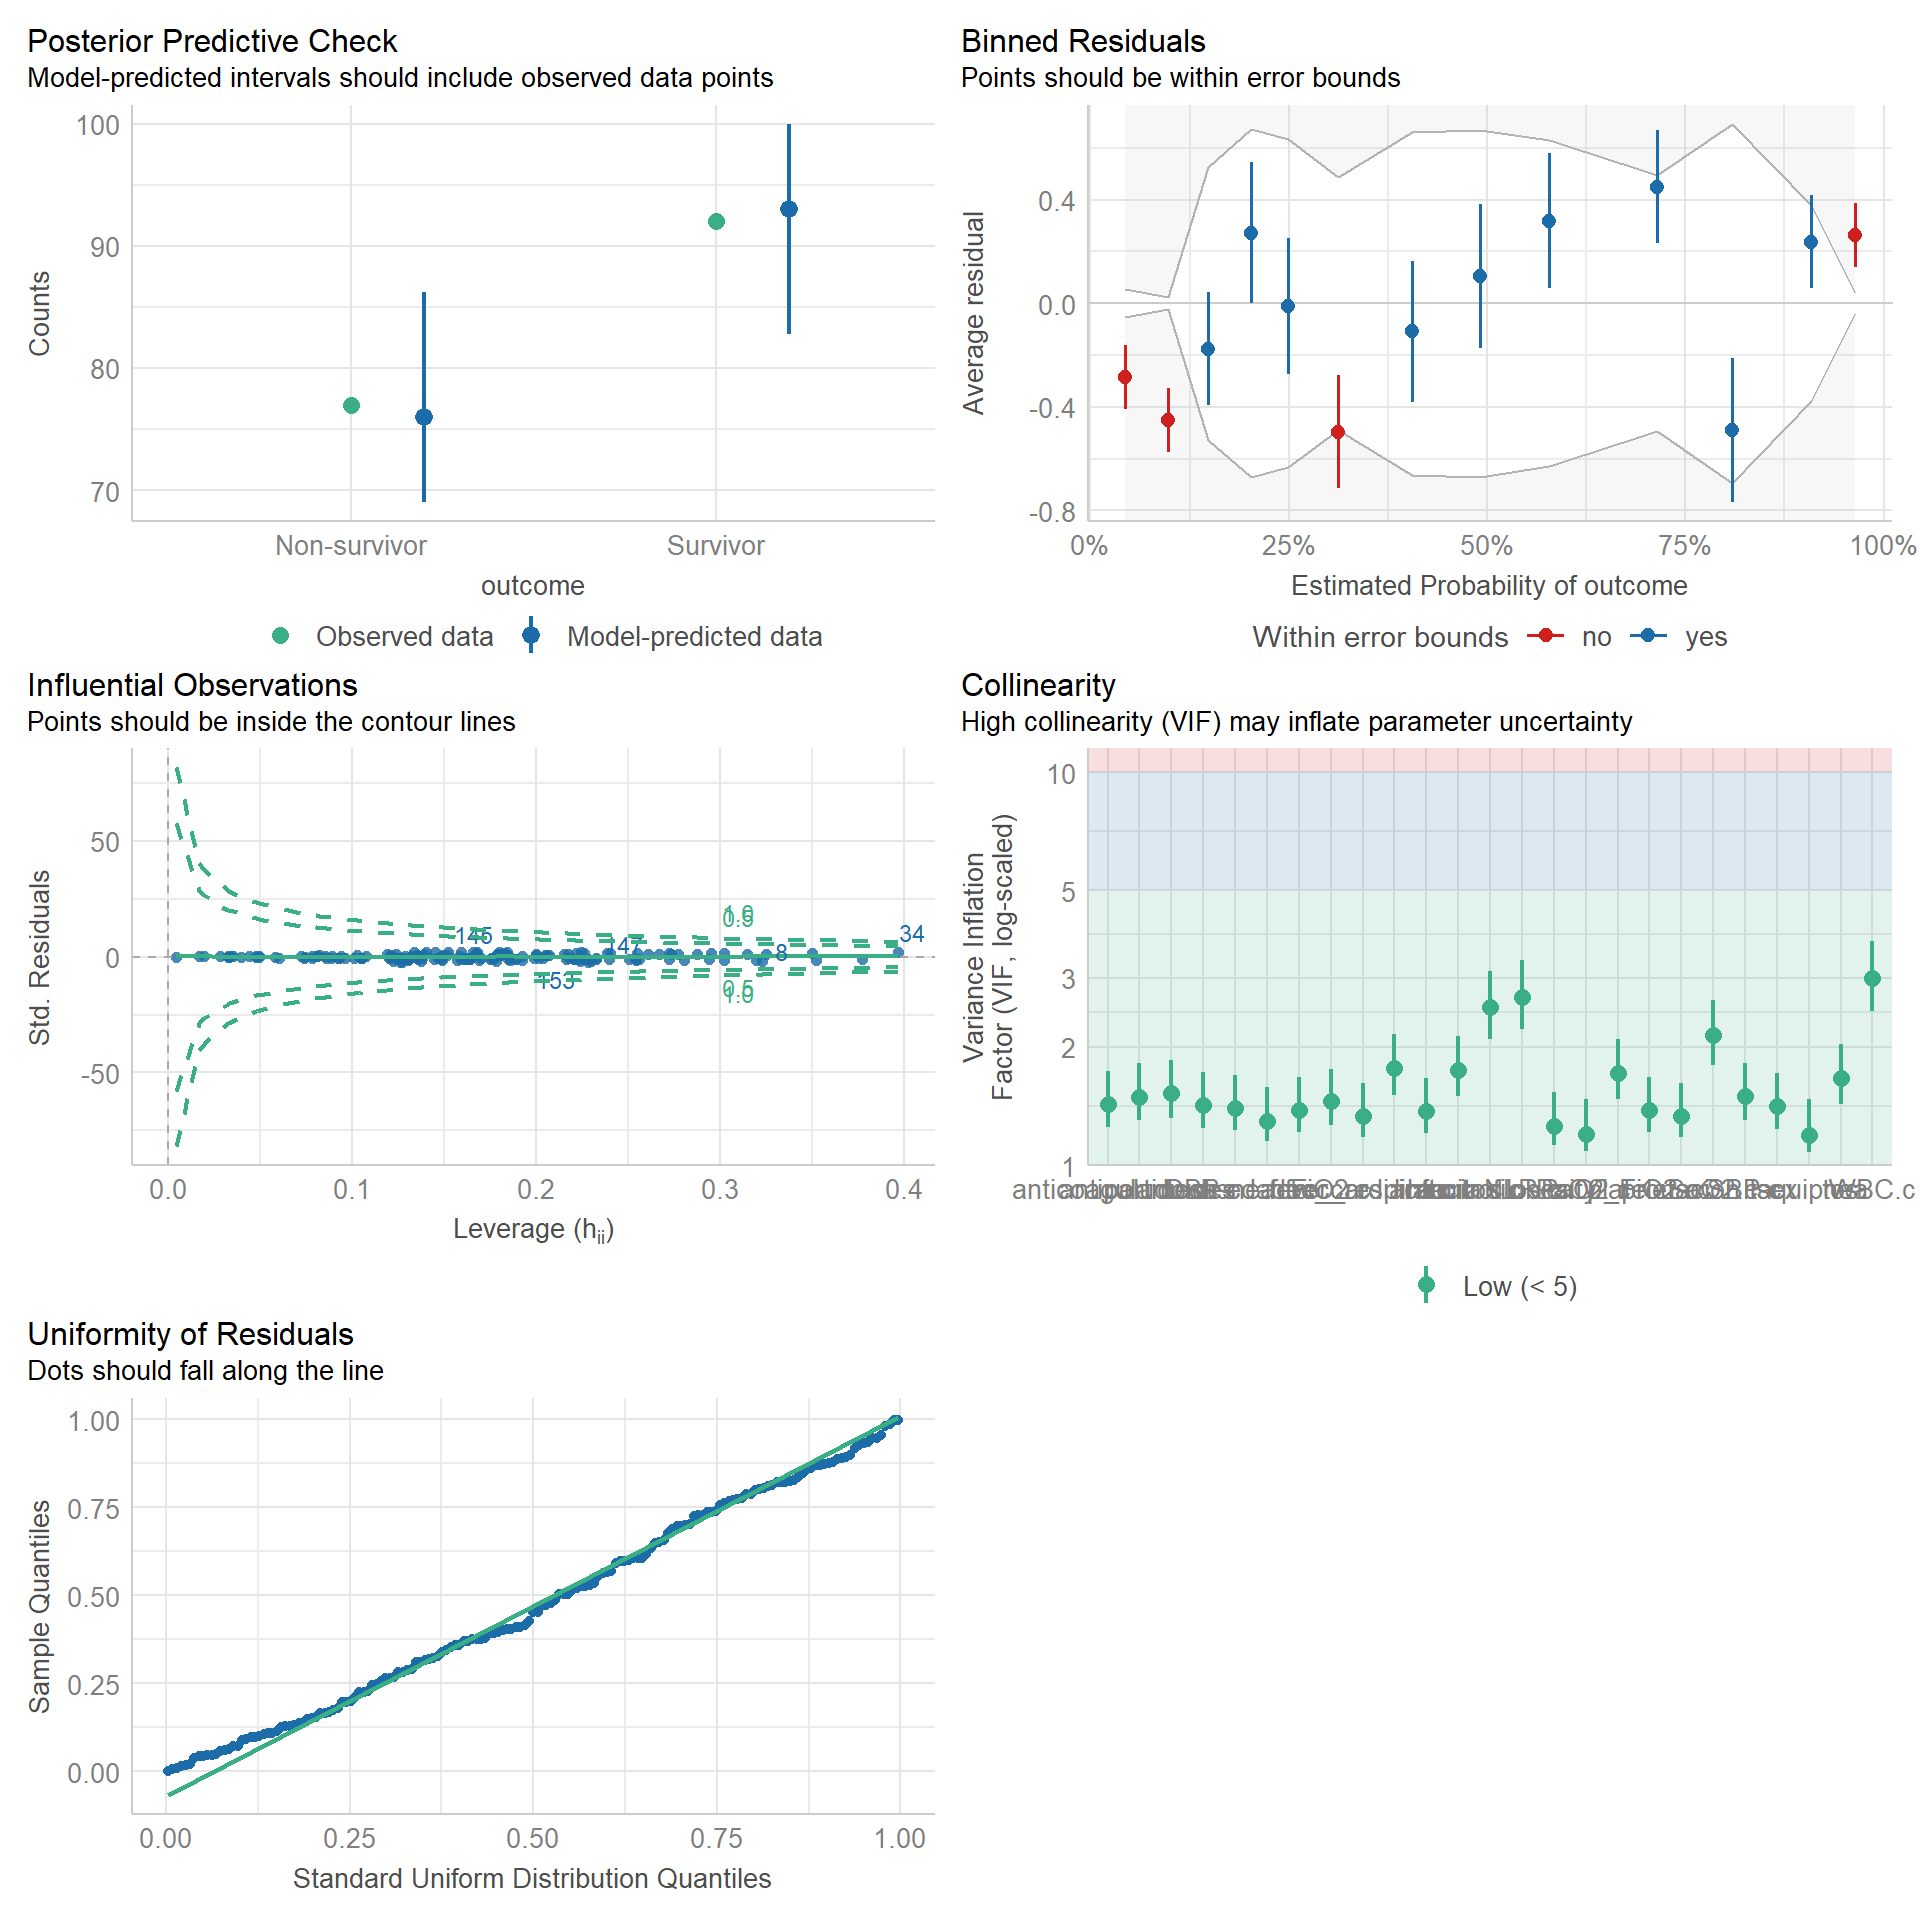 Posterior Predictive Check
Model-predicted intervals should include observed data points
100
90
80
70
Counts
Non-survivor
Survivor
outcome
Observed data
Model-predicted data
Binned Residuals
Points should be within error bounds
0.4
0.0
-0.4
-0.8
Average residual
0%
25%
50%
75%
100%
Estimated Probability of outcome
Within error bounds
no
yes
Influential Observations
Points should be inside the contour lines
50
0
-50
Std. Residuals
145
153
47
8
34
0.5
1.0
0.0
0.1
0.2
0.3
0.4
Leverage (hii)
Collinearity
High collinearity (VIF) may inflate parameter uncertainty
10
5
3
2
1
Variance Inflation
Factor (VIF, log-scaled)
WBC.c
Low (< 5)
Uniformity of Residuals
Dots should fall along the line
1.00
0.75
0.50
0.25
0.00
Sample Quantiles
0.00
0.25
0.50
0.75
1.00
Standard Uniform Distribution Quantiles